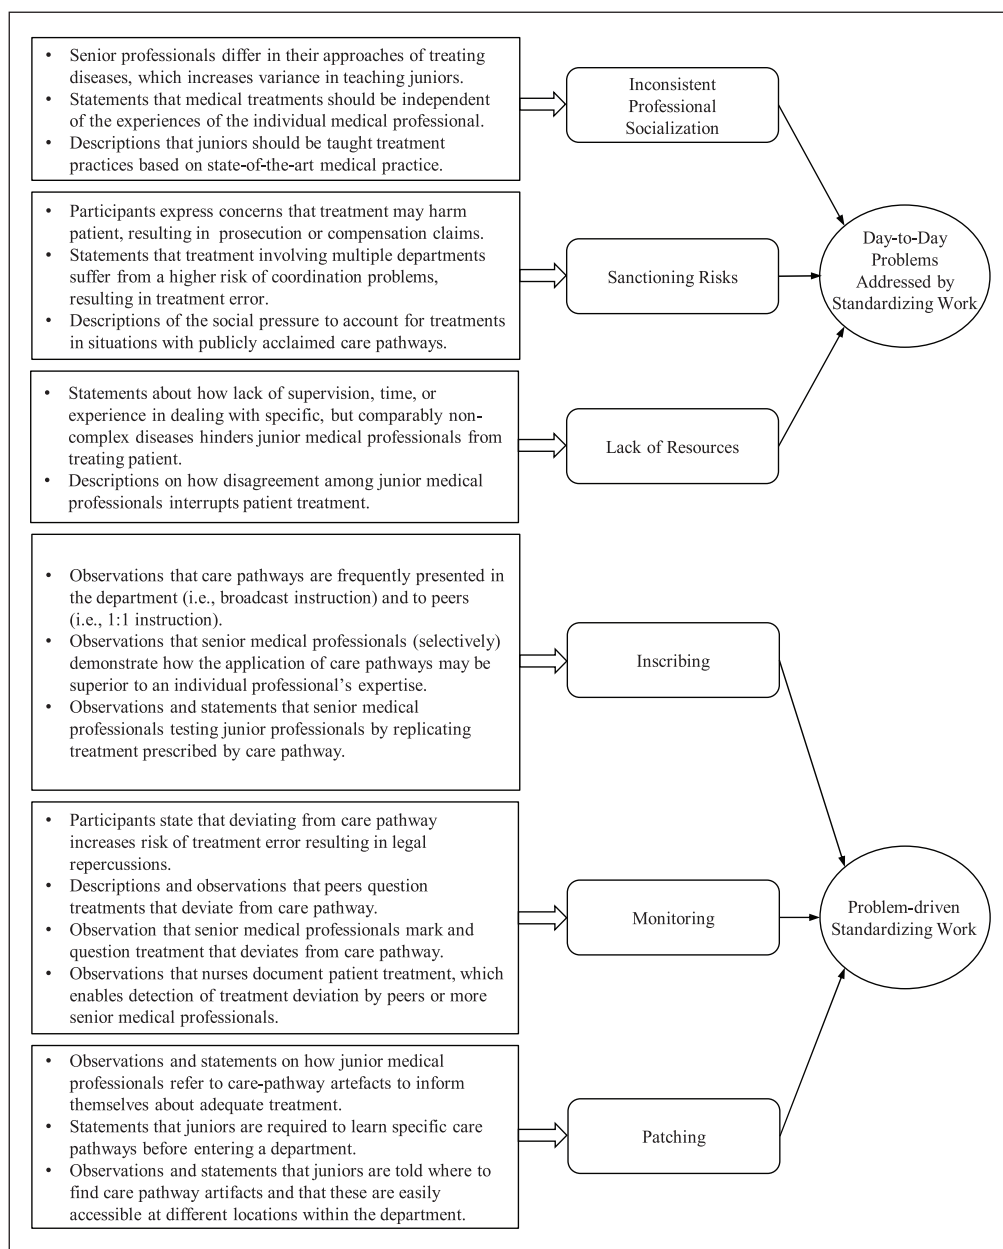 • Senior professionals differ in their approaches of treating
diseases, which increases variance in teaching juniors.
• Statements that medical treatments should be independent
of the experiences of the individual medical professional.
• Descriptions that juniors should be taught treatment
practices based on state-of-the-art medical practice.
Inconsistent
Professional
Socialization
• Participants express concerns that treatment may harm
patient, resulting in prosecution or compensation claims.
• Statements that treatment involving multiple departments
suffer from a higher risk of coordination problems,
resulting in treatment error.
• Descriptions of the social pressure to account for treatments
in situations with publicly acclaimed care pathways.
Sanctioning Risks
Day-to-Day
Problems
Addressed by
Standardizing Work
• Statements about how lack of supervision, time, or
experience in dealing with specific, but comparably non-
complex diseases hinders junior medical professionals from
treating patient.
• Descriptions on how disagreement among junior medical
professionals interrupts patient treatment.
Lack of Resources
• Observations that care pathways are frequently presented in
the department (i.e., broadcast instruction) and to peers
(i.e., 1:1 instruction).
• Observations that senior medical professionals (selectively)
demonstrate how the application of care pathways may be
superior to an individual professional’s expertise.
• Observations and statements that senior medical
professionals testing junior professionals by replicating
treatment prescribed by care pathway.
Inscribing
• Participants state that deviating from care pathway
increases risk of treatment error resulting in legal
repercussions.
• Descriptions and observations that peers question
treatments that deviate from care pathway.
• Observation that senior medical professionals mark and
question treatment that deviates from care pathway.
• Observations that nurses document patient treatment, which
enables detection of treatment deviation by peers or more
senior medical professionals.
Monitoring
Problem-driven
Standardizing Work
• Observations and statements on how junior medical
professionals refer to care-pathway artefacts to inform
themselves about adequate treatment.
• Statements that juniors are required to learn specific care
pathways before entering a department.
• Observations and statements that juniors are told where to
find care pathway artifacts and that these are easily
accessible at different locations within the department.
Patching